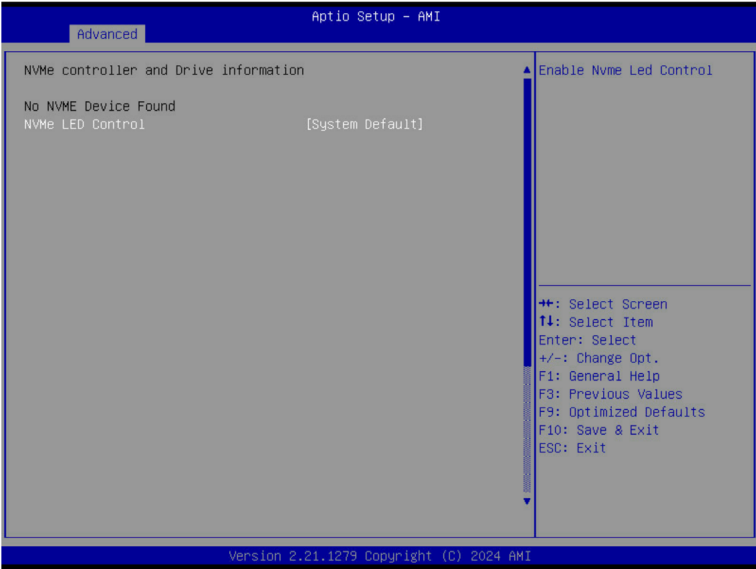 Aptio Setup – AMI
Advanced
NVMe controller and Drive information
No NVME Device Found
NVMe LED Control [System Default]
Enable Nvme Led Control
→←: Select Screen
↑↓: Select Item
Enter: Select
+/-: Change Opt.
F1: General Help
F3: Previous Values
F9: Optimized Defaults
F10: Save & Exit
ESC: Exit
Version 2.21.1279 Copyright (C) 2024 AMI